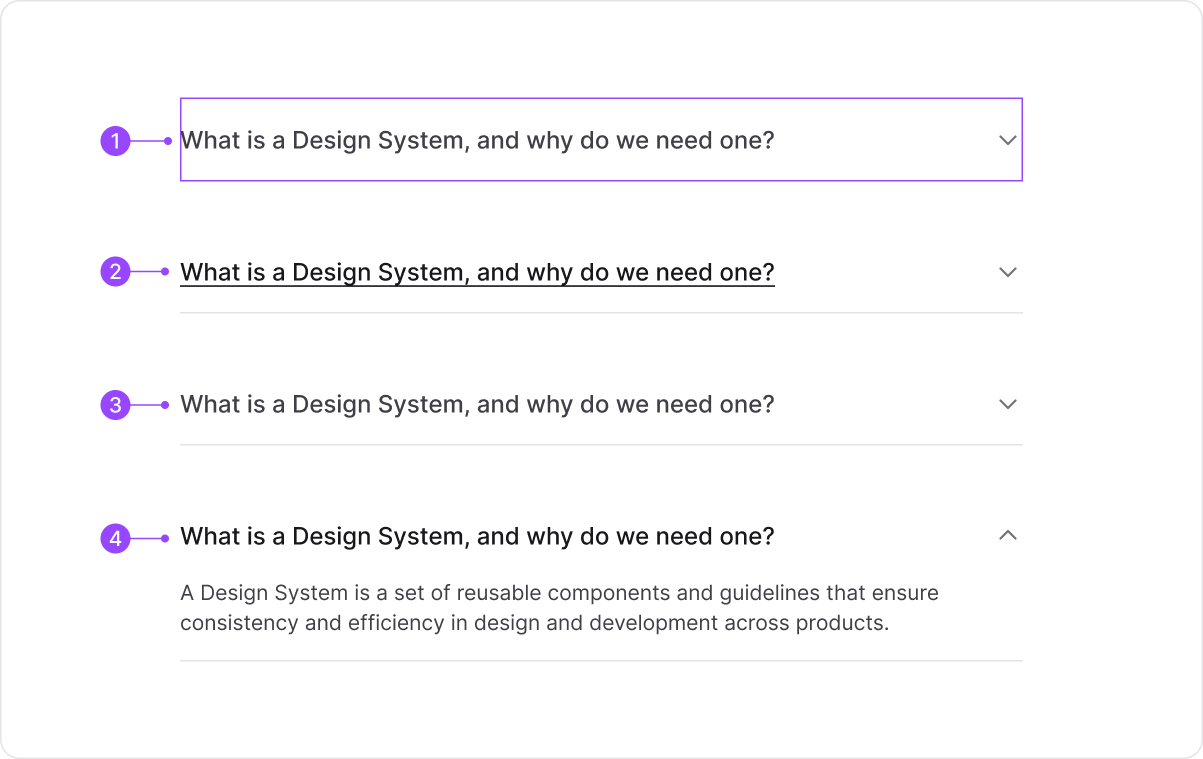 1 What is a Design System, and why do we need one?
2 What is a Design System, and why do we need one?
3 What is a Design System, and why do we need one?
4 What is a Design System, and why do we need one?
A Design System is a set of reusable components and guidelines that ensure
consistency and efficiency in design and development across products.